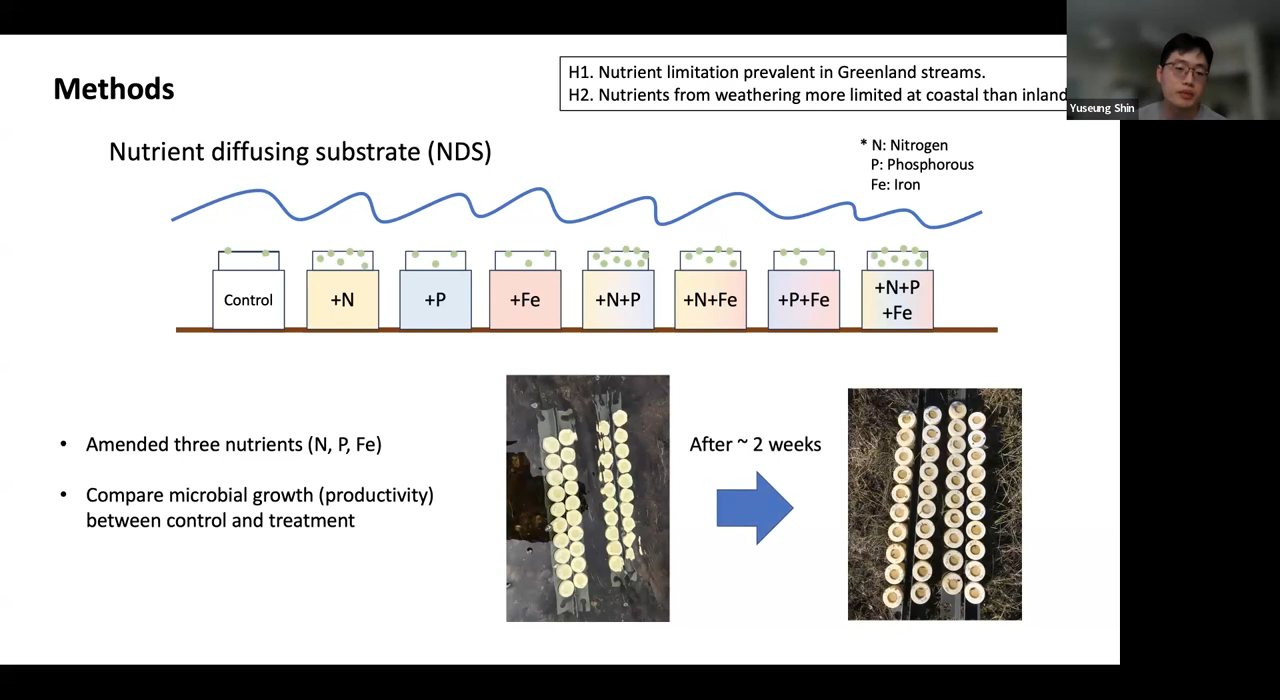 Methods
H1. Nutrient limitation prevalent in Greenland streams.
H2. Nutrients from weathering more limited at coastal than inland
Yuseung Shin
Nutrient diffusing substrate (NDS)
* N: Nitrogen
P: Phosphorous
Fe: Iron
Control
+N
+P
+Fe
+N+P
+N+Fe
+P+Fe
+N+P
+Fe
• Amended three nutrients (N, P, Fe)
• Compare microbial growth (productivity)
between control and treatment
After ~ 2 weeks